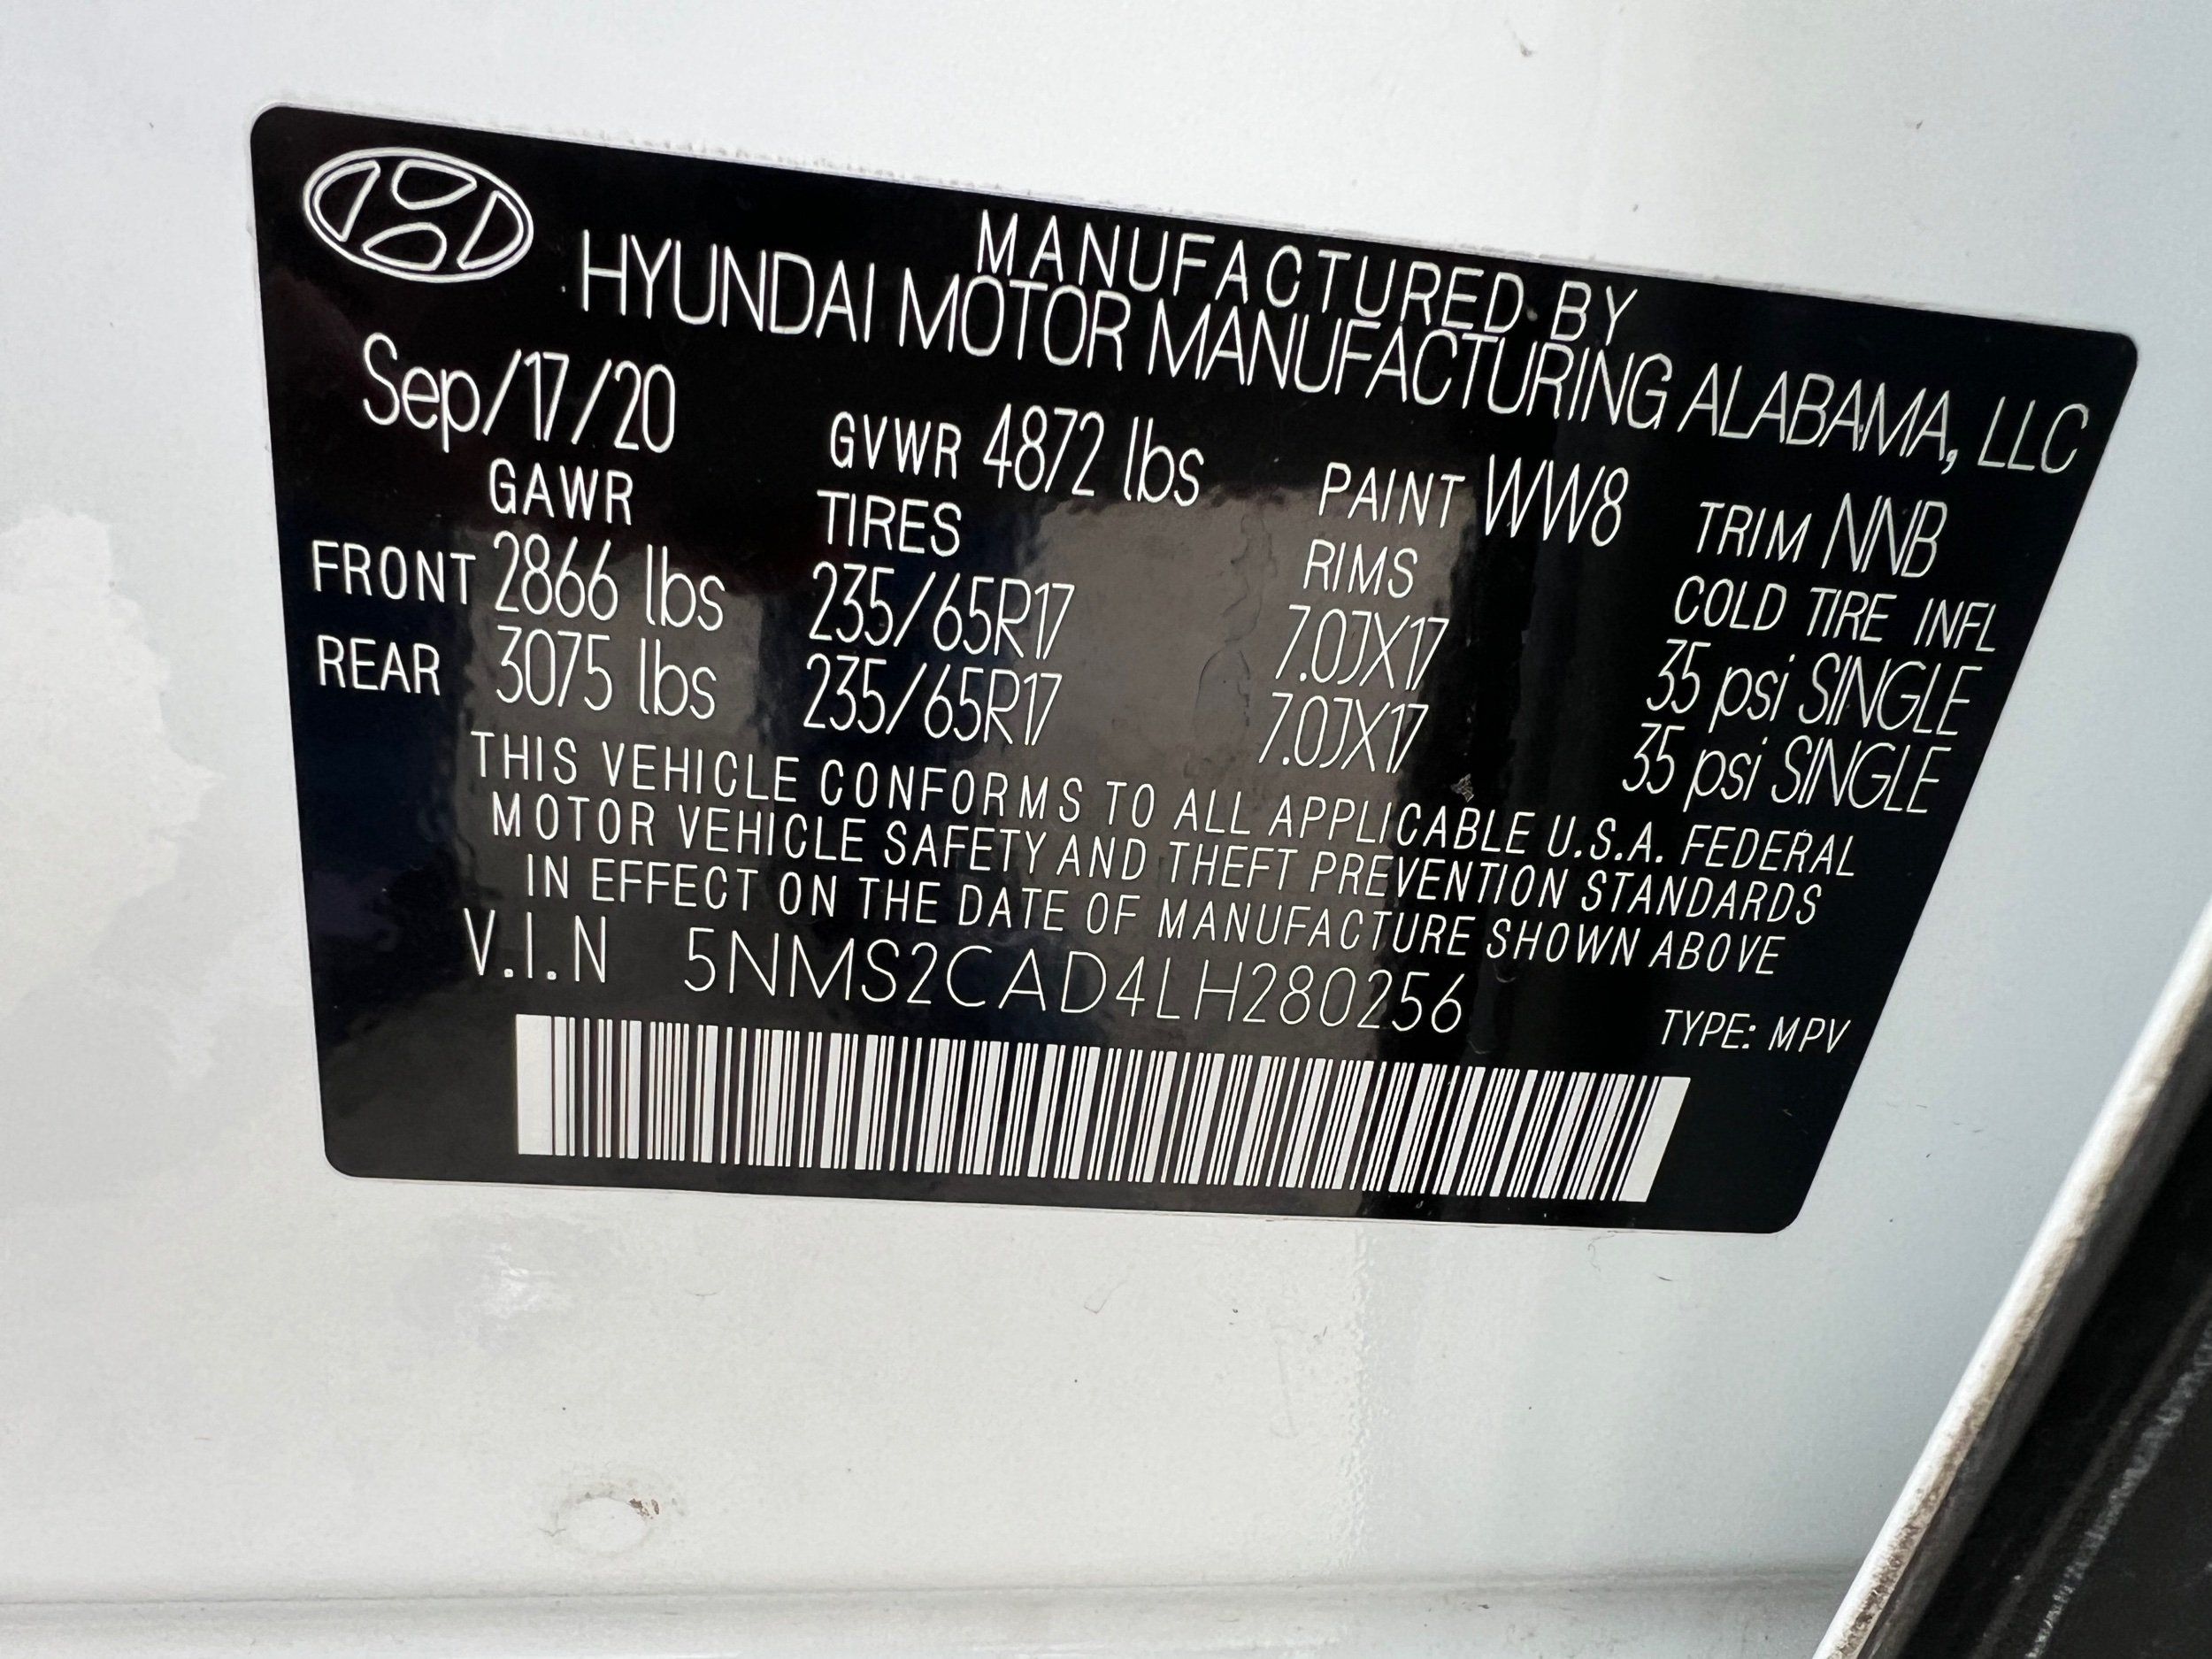 MANUFACTURED BY
HYUNDAI MOTOR MANUFACTURING ALABAMA, LLC
Sep/17/20 GVWR 4872 lbs PAINT WW8 TRIM NNB
GAWR TIRES RIMS COLD TIRE INFL
FRONT 2866 lbs 235/65R17 7.0JX17 35 psi SINGLE
REAR 3075 lbs 235/65R17 7.0JX17 35 psi SINGLE
THIS VEHICLE CONFORMS TO ALL APPLICABLE U.S.A. FEDERAL
MOTOR VEHICLE SAFETY AND THEFT PREVENTION STANDARDS
IN EFFECT ON THE DATE OF MANUFACTURE SHOWN ABOVE
V.I.N 5NMS2CAD4LH280256
TYPE: MPV